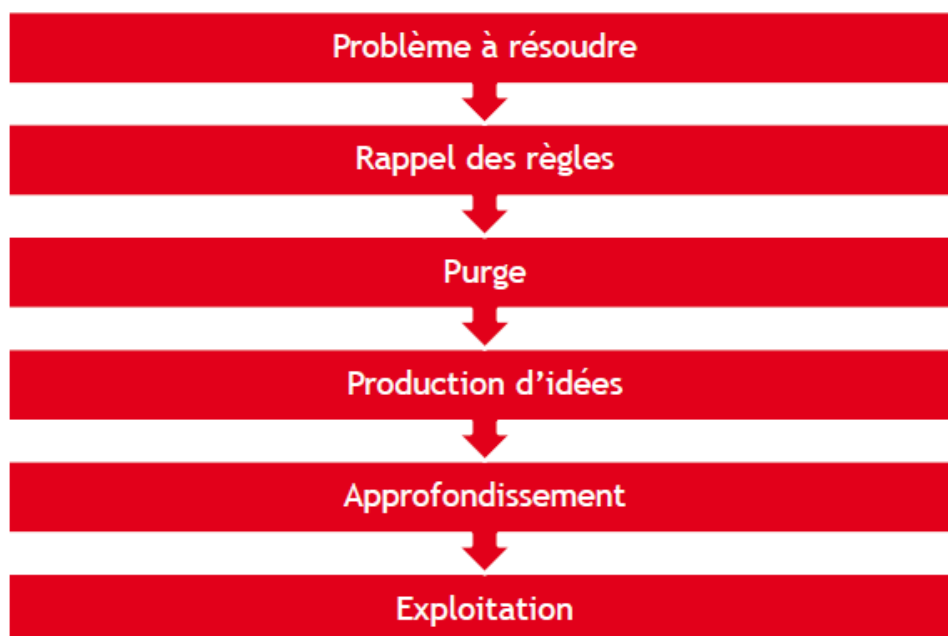 Problème à résoudre
Rappel des règles
Purge
Production d’idées
Approfondissement
Exploitation